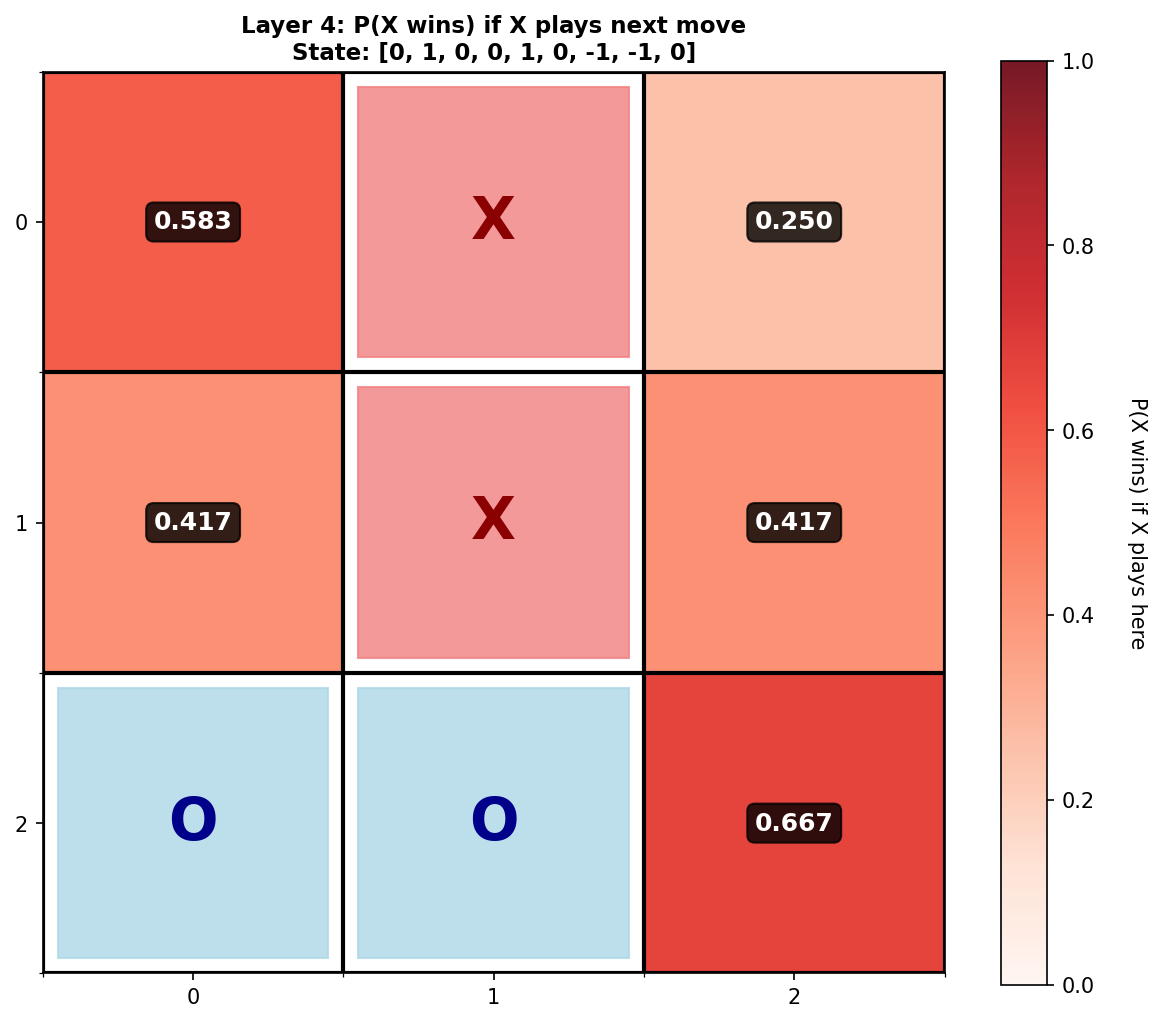 Layer 4: P(X wins) if X plays next move
State: [0, 1, 0, 0, 1, 0, -1, -1, 0]
0
0.583
X
0.250
1
0.417
X
0.417
2
O
O
0.667
0
1
2
1.0
0.8
0.6
0.4
0.2
0.0
P(X wins) if X plays here